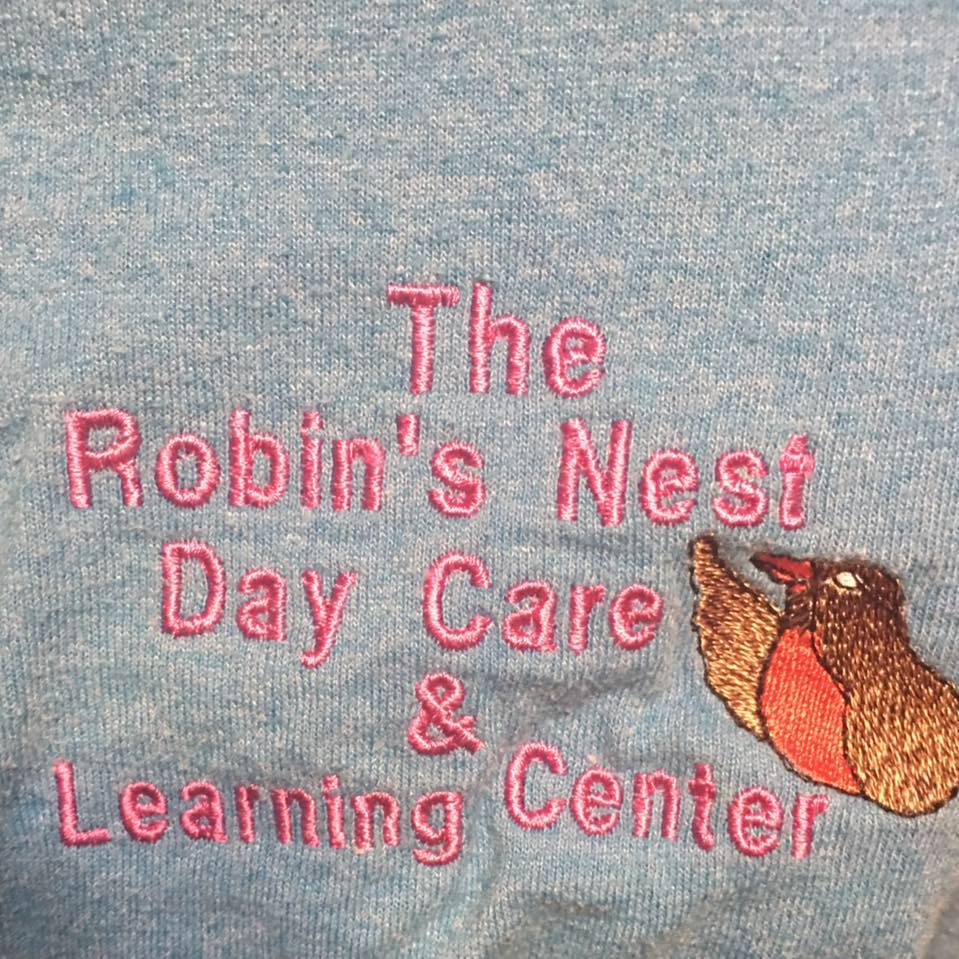 The
Robin's Nest
Day Care
&
Learning Center